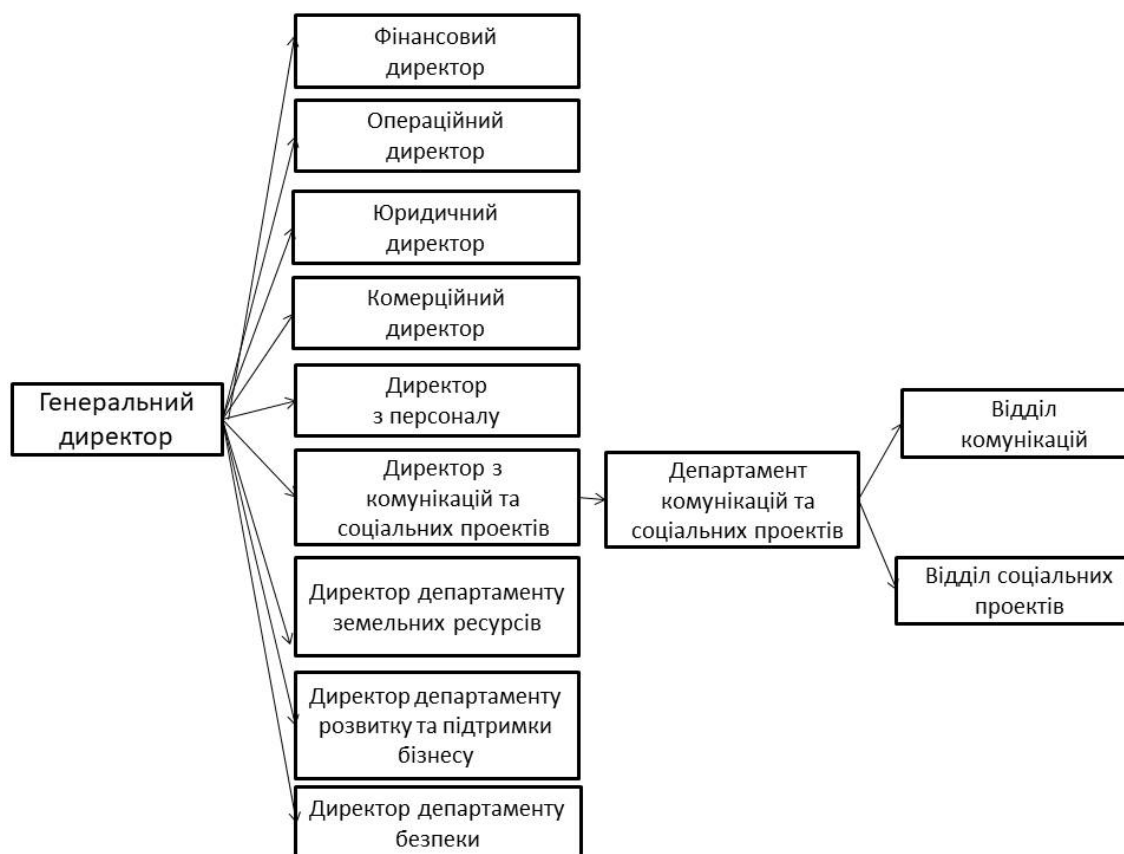 Фінансовий
директор
Операційний
директор
Юридичний
директор
Комерційний
директор
Генеральний
директор
Директор
з персоналу
Директор з
комунікацій та
соціальних проектів
Департамент
комунікацій та
соціальних проектів
Відділ
комунікацій
Відділ соціальних
проектів
Директор департаменту
земельних ресурсів
Директор департаменту
розвитку та підтримки
бізнесу
Директор департаменту
безпеки